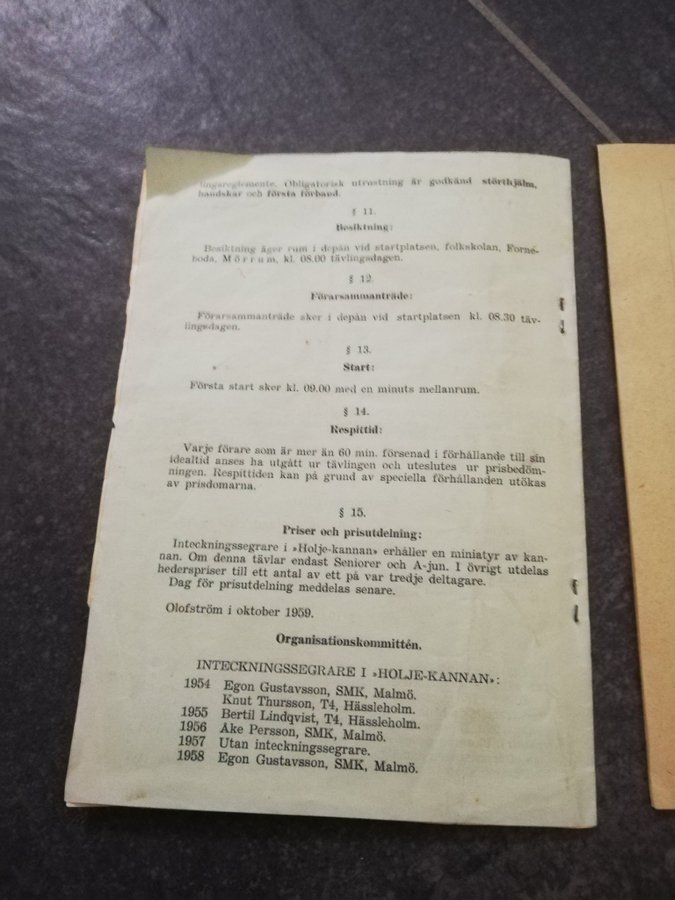 lingsreglemente. Obligatorisk utrustning är godkänd störthjälm,
handskar och första förband.
§ 11.
Besiktning:
Besiktning äger rum i depån vid startplatsen, folkskolan, Forne-
boda, Mörrum, kl. 08.00 tävlingsdagen.
§ 12.
Förarsammanträde:
Förarsammanträde sker i depån vid startplatsen kl. 08.30 täv-
lingsdagen.
§ 13.
Start:
Första start sker kl. 09.00 med en minuts mellanrum.
§ 14.
Respittid:
Varje förare som är mer än 60 min. försenad i förhållande till sin
idealtid anses ha utgått ur tävlingen och uteslutes ur prisbedöm-
ningen. Respittiden kan på grund av speciella förhållanden utökas
av prisdomarna.
§ 15.
Priser och prisutdelning:
Inteckningssegrare i »Holje-kannan» erhåller en miniatyr av kan-
nan. Om denna tävlar endast Seniorer och A-jun. I övrigt utdelas
hederspriser till ett antal av ett på var tredje deltagare.
Dag för prisutdelning meddelas senare.
Olofström i oktober 1959.
Organisationskommittén.
INTECKNINGSSEGRARE I »HOLJE-KANNAN»:
1954 Egon Gustavsson, SMK, Malmö.
Knut Thursson, T4, Hässleholm.
1955 Bertil Lindqvist, T4, Hässleholm.
1956 Åke Persson, SMK, Malmö.
1957 Utan inteckningssegrare.
1958 Egon Gustavsson, SMK, Malmö.